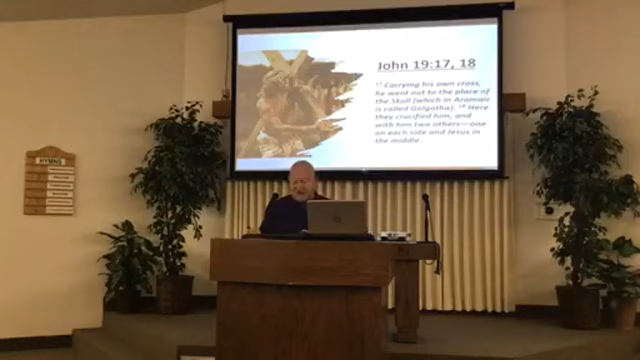 John 19:17, 18
17 Carrying his own cross,
he went out to the place of
the Skull (which in Aramaic
is called Golgotha). 18 Here
they crucified him, and
with him two others—one
on each side and Jesus in
the middle.
HYMNS